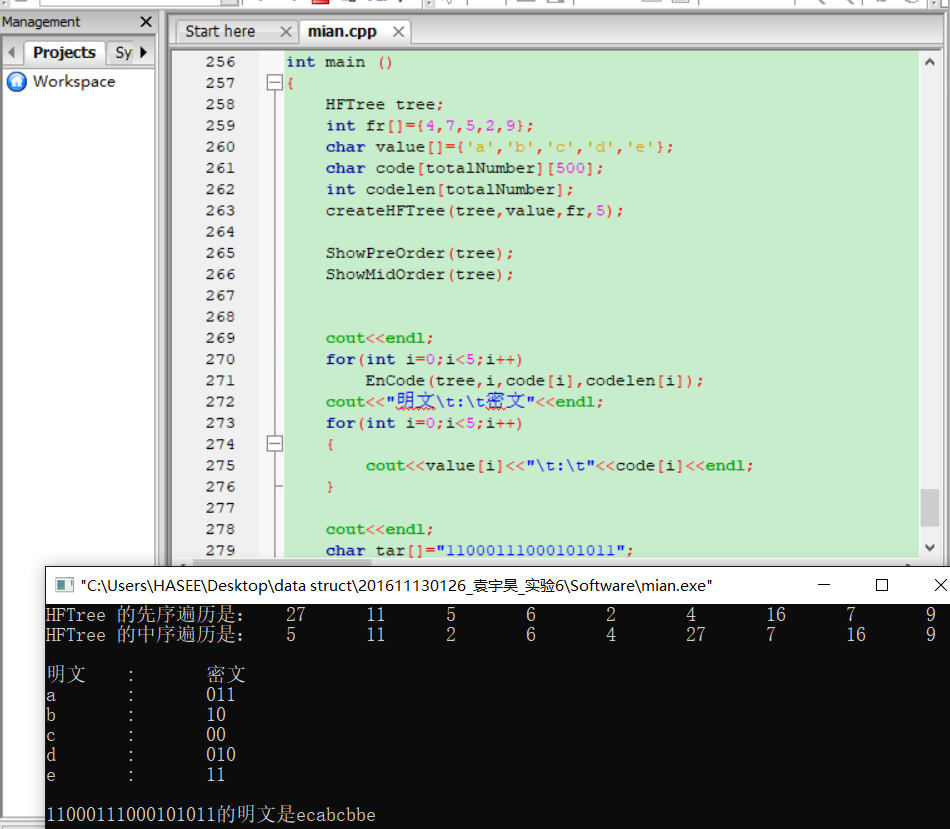 Management
Start here
mian.cpp
Projects
Sy
Workspace
256 int main ()
257 {
258 HFTree tree;
259 int fr[]={4,7,5,2,9};
260 char value[]={'a','b','c','d','e'};
261 char code[totalNumber][500];
262 int codelen[totalNumber];
263 createHFTree(tree,value,fr,5);
264
265 ShowPreOrder(tree);
266 ShowMidOrder(tree);
267
268
269 cout<<endl;
270 for(int i=0;i<5;i++)
271 EnCode(tree,i,code[i],codelen[i]);
272 cout<<"明文\t:\t密文"<<endl;
273 for(int i=0;i<5;i++)
274 {
275 cout<<value[i]<<"\t:\t"<<code[i]<<endl;
276 }
277
278 cout<<endl;
279 char tar[]="11000111000101011";
"C:\Users\HASEE\Desktop\data struct\201611130126_袁宇昊_实验6\Software\mian.exe"
HFTree 的先序遍历是: 27 11 5 6 2 4 16 7 9
HFTree 的中序遍历是: 5 11 2 6 4 27 7 16 9
明文 : 密文
a : 011
b : 10
c : 00
d : 010
e : 11
11000111000101011的明文是ecabcbbe